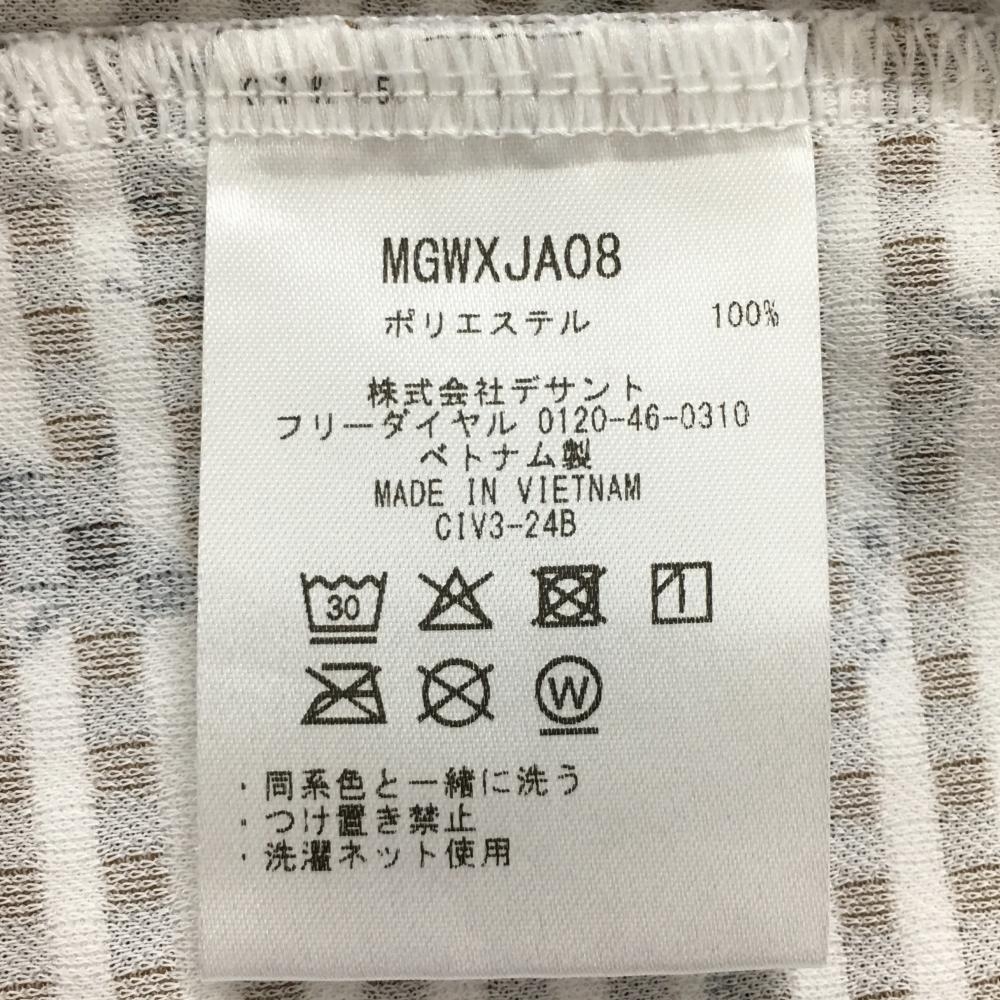 MGWXJA08
ポリエステル 100%
株式会社デサント
フリーダイヤル 0120-46-0310
ベトナム製
MADE IN VIETNAM
CIV3-24B
30
W
・同系色と一緒に洗う
・つけ置き禁止
・洗濯ネット使用